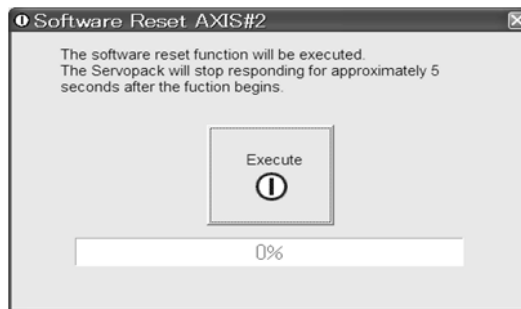 Software Reset AXIS#2
The software reset function will be executed.
The Servopack will stop responding for approximately 5
seconds after the fuction begins.
Execute
0%